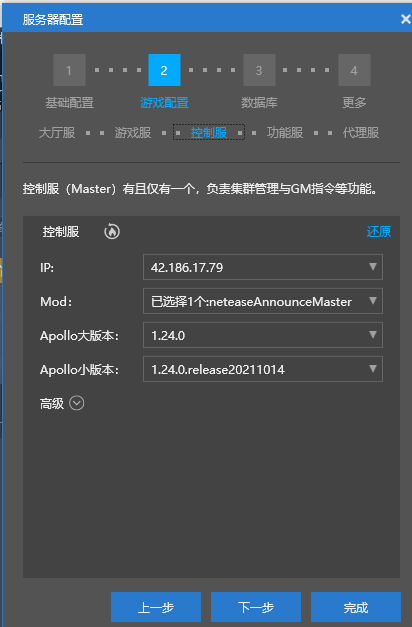 服务器配置
1 2 3 4
基础配置 游戏配置 数据库 更多
大厅服 游戏服 控制服 功能服 代理服
控制服（Master）有且仅有一个，负责集群管理与GM指令等功能。
控制服 还原
IP: 42.186.17.79
Mod: 已选择1个:neteaseAnnounceMaster
Apollo大版本: 1.24.0
Apollo小版本: 1.24.0.release20211014
高级
上一步 下一步 完成